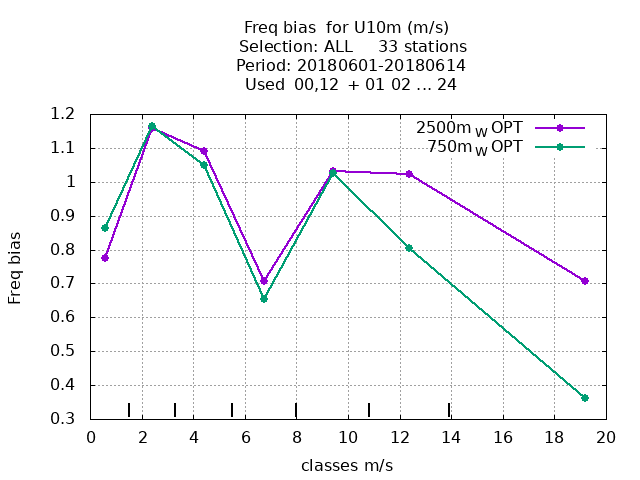 Freq bias for U10m (m/s)
Selection: ALL 33 stations
Period: 20180601-20180614
Used 00,12 + 01 02 ... 24
2500m W OPT
750m W OPT
1.2
1.1
1
0.9
0.8
0.7
0.6
0.5
0.4
0.3
Freq bias
0 2 4 6 8 10 12 14 16 18 20
classes m/s